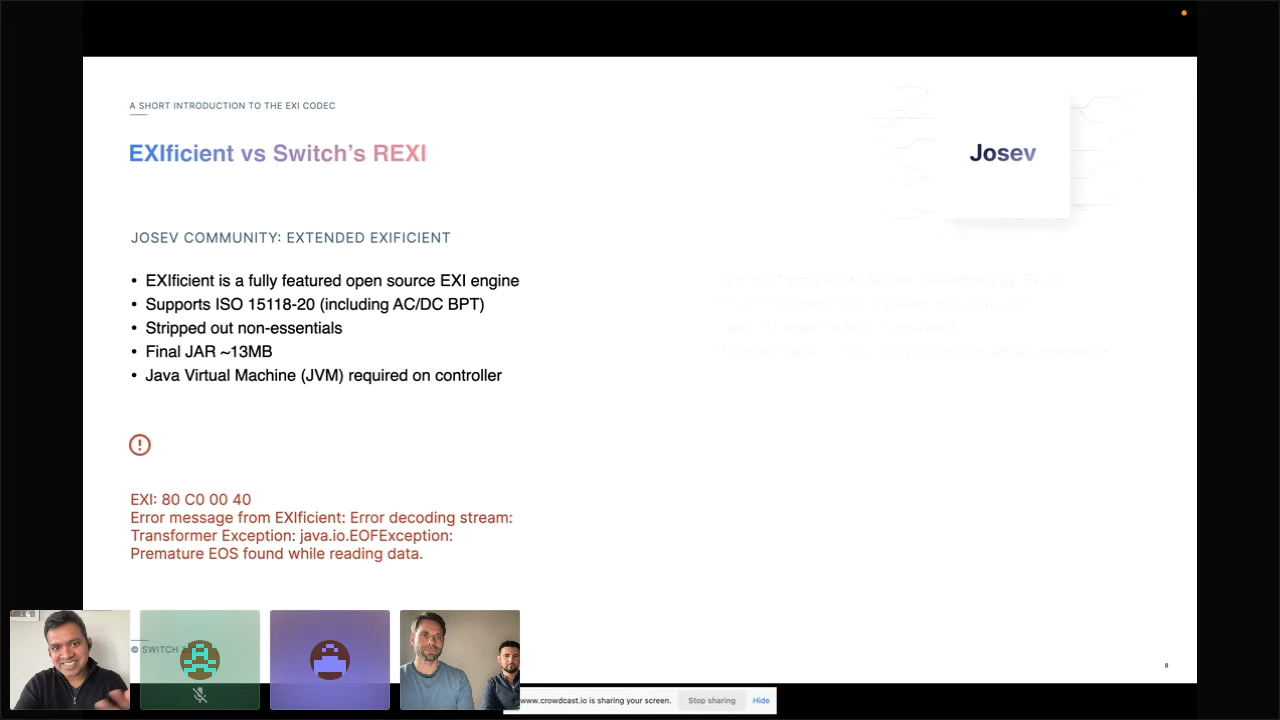 A SHORT INTRODUCTION TO THE EXI CODEC
EXIficient vs Switch's REXI
Josev
JOSEV COMMUNITY: EXTENDED EXIFICIENT
• EXIficient is a fully featured open source EXI engine
• Supports ISO 15118-20 (including AC/DC BPT)
• Stripped out non-essentials
• Final JAR ~13MB
• Java Virtual Machine (JVM) required on controller
EXI: 80 C0 00 40
Error message from EXIficient: Error decoding stream:
Transformer Exception: java.io.EOFException:
Premature EOS found while reading data.
© SWITCH
8
www.crowdcast.io is sharing your screen.
Stop sharing
Hide